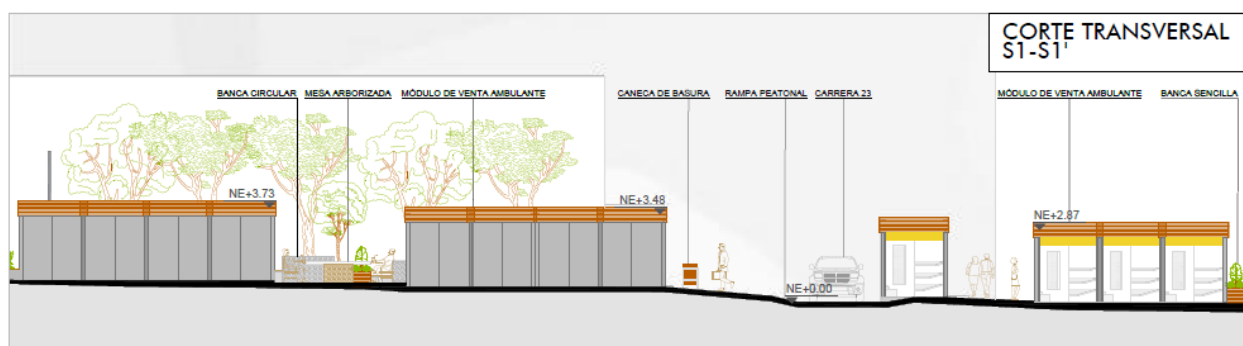 CORTE TRANSVERSAL
S1-S1'
BANCA CIRCULAR MESA ARBORIZADA MÓDULO DE VENTA AMBULANTE CANECA DE BASURA RAMPA PEATONAL CARRERA 23 MÓDULO DE VENTA AMBULANTE BANCA SENCILLA
NE+3.73
NE+3.48
NE+2.87
NE+0.00